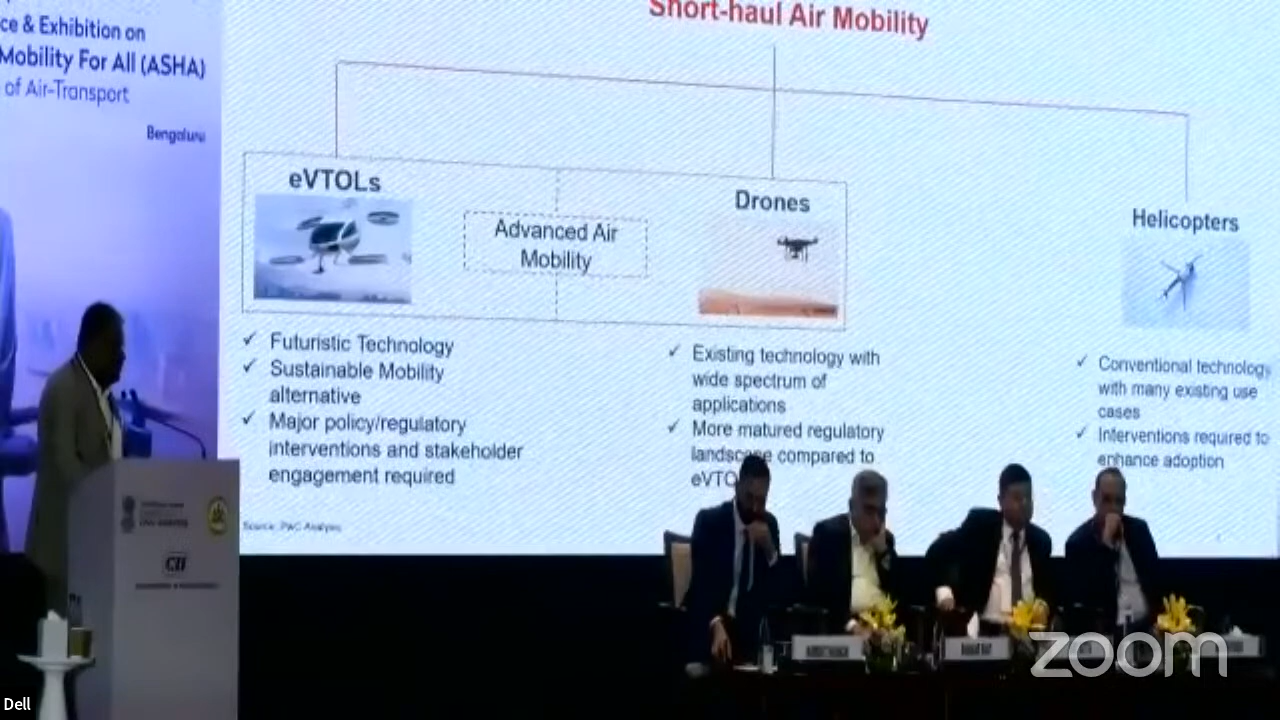 ce & Exhibition on
Mobility For All (ASHA)
of Air-Transport
Bengaluru
Short-haul Air Mobility
eVTOLs
Advanced Air
Mobility
Drones
Helicopters
✓ Futuristic Technology
✓ Sustainable Mobility
alternative
✓ Major policy/regulatory
interventions and stakeholder
engagement required
✓ Existing technology with
wide spectrum of
applications
✓ More matured regulatory
landscape compared to
eVTO
✓ Conventional technology
with many existing use
cases
✓ Interventions required to
enhance adoption
Source: PWC Analysis
CII
zoom
Dell